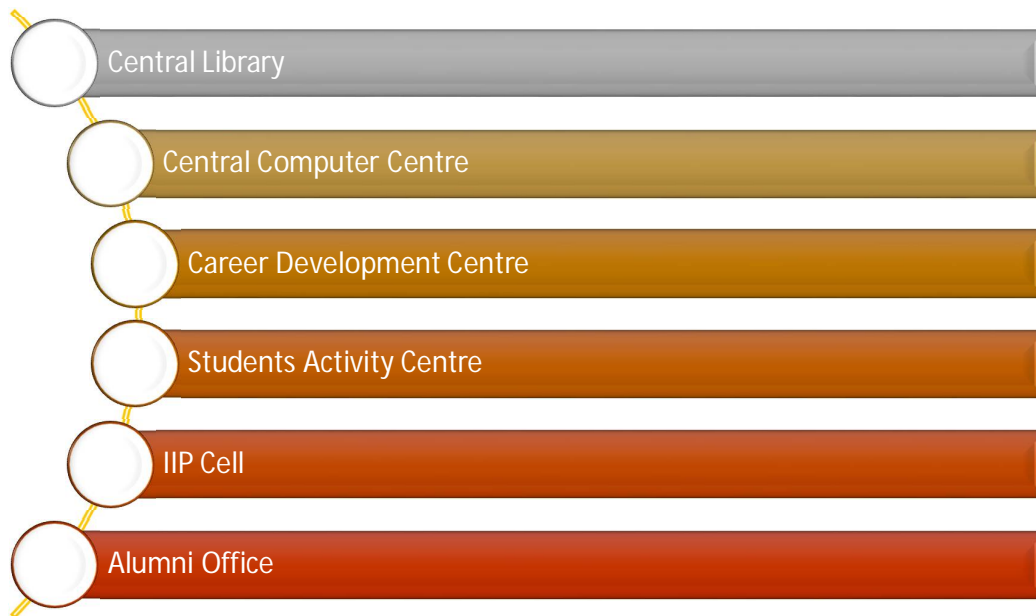 Central Library
Central Computer Centre
Career Development Centre
Students Activity Centre
IIP Cell
Alumni Office